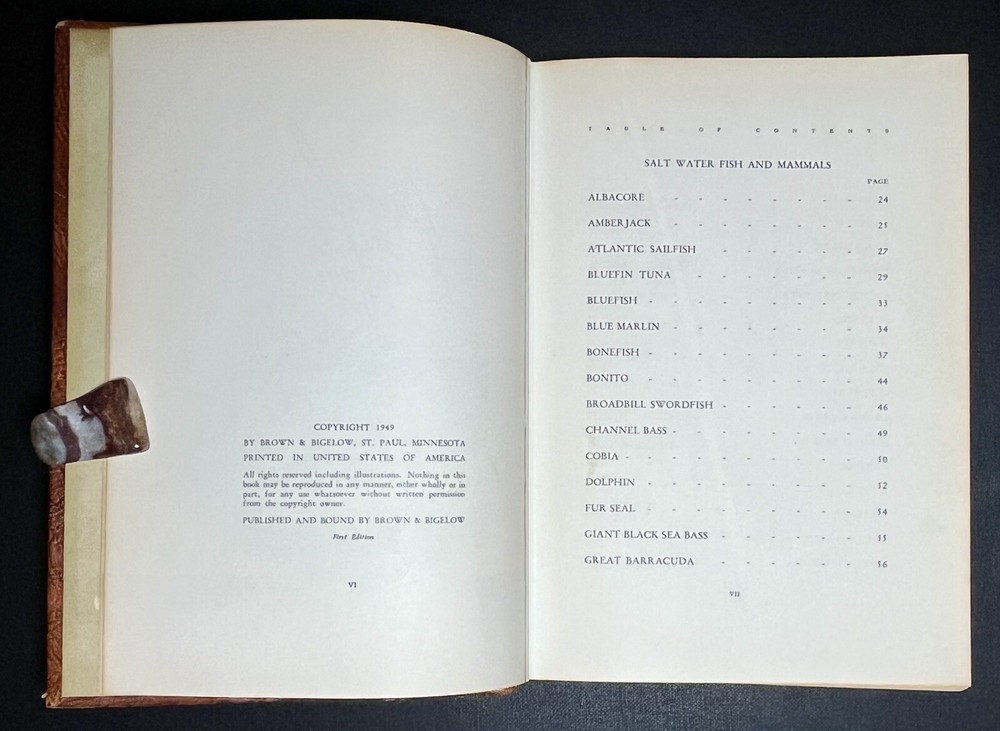 COPYRIGHT 1949
BY BROWN & BIGELOW, ST. PAUL, MINNESOTA
PRINTED IN UNITED STATES OF AMERICA
All rights reserved including illustrations. Nothing in this
book may be reproduced in any manner, either wholly or in
part, for any use whatsoever without written permission
from the copyright owner.
PUBLISHED AND BOUND BY BROWN & BIGELOW
First Edition
VI
TABLE OF CONTENTS
SALT WATER FISH AND MAMMALS
PAGE
ALBACORE - - - - - - - - 24
AMBERJACK - - - - - - - - 25
ATLANTIC SAILFISH - - - - - - 27
BLUEFIN TUNA - - - - - - - 29
BLUEFISH - - - - - - - - - 33
BLUE MARLIN - - - - - - - - 34
BONEFISH - - - - - - - - - 37
BONITO - - - - - - - - - 44
BROADBILL SWORDFISH - - - - - - 46
CHANNEL BASS - - - - - - - - 49
COBIA - - - - - - - - - - 50
DOLPHIN - - - - - - - - - 52
FUR SEAL - - - - - - - - - 54
GIANT BLACK SEA BASS - - - - - - 55
GREAT BARRACUDA - - - - - - 56
VII